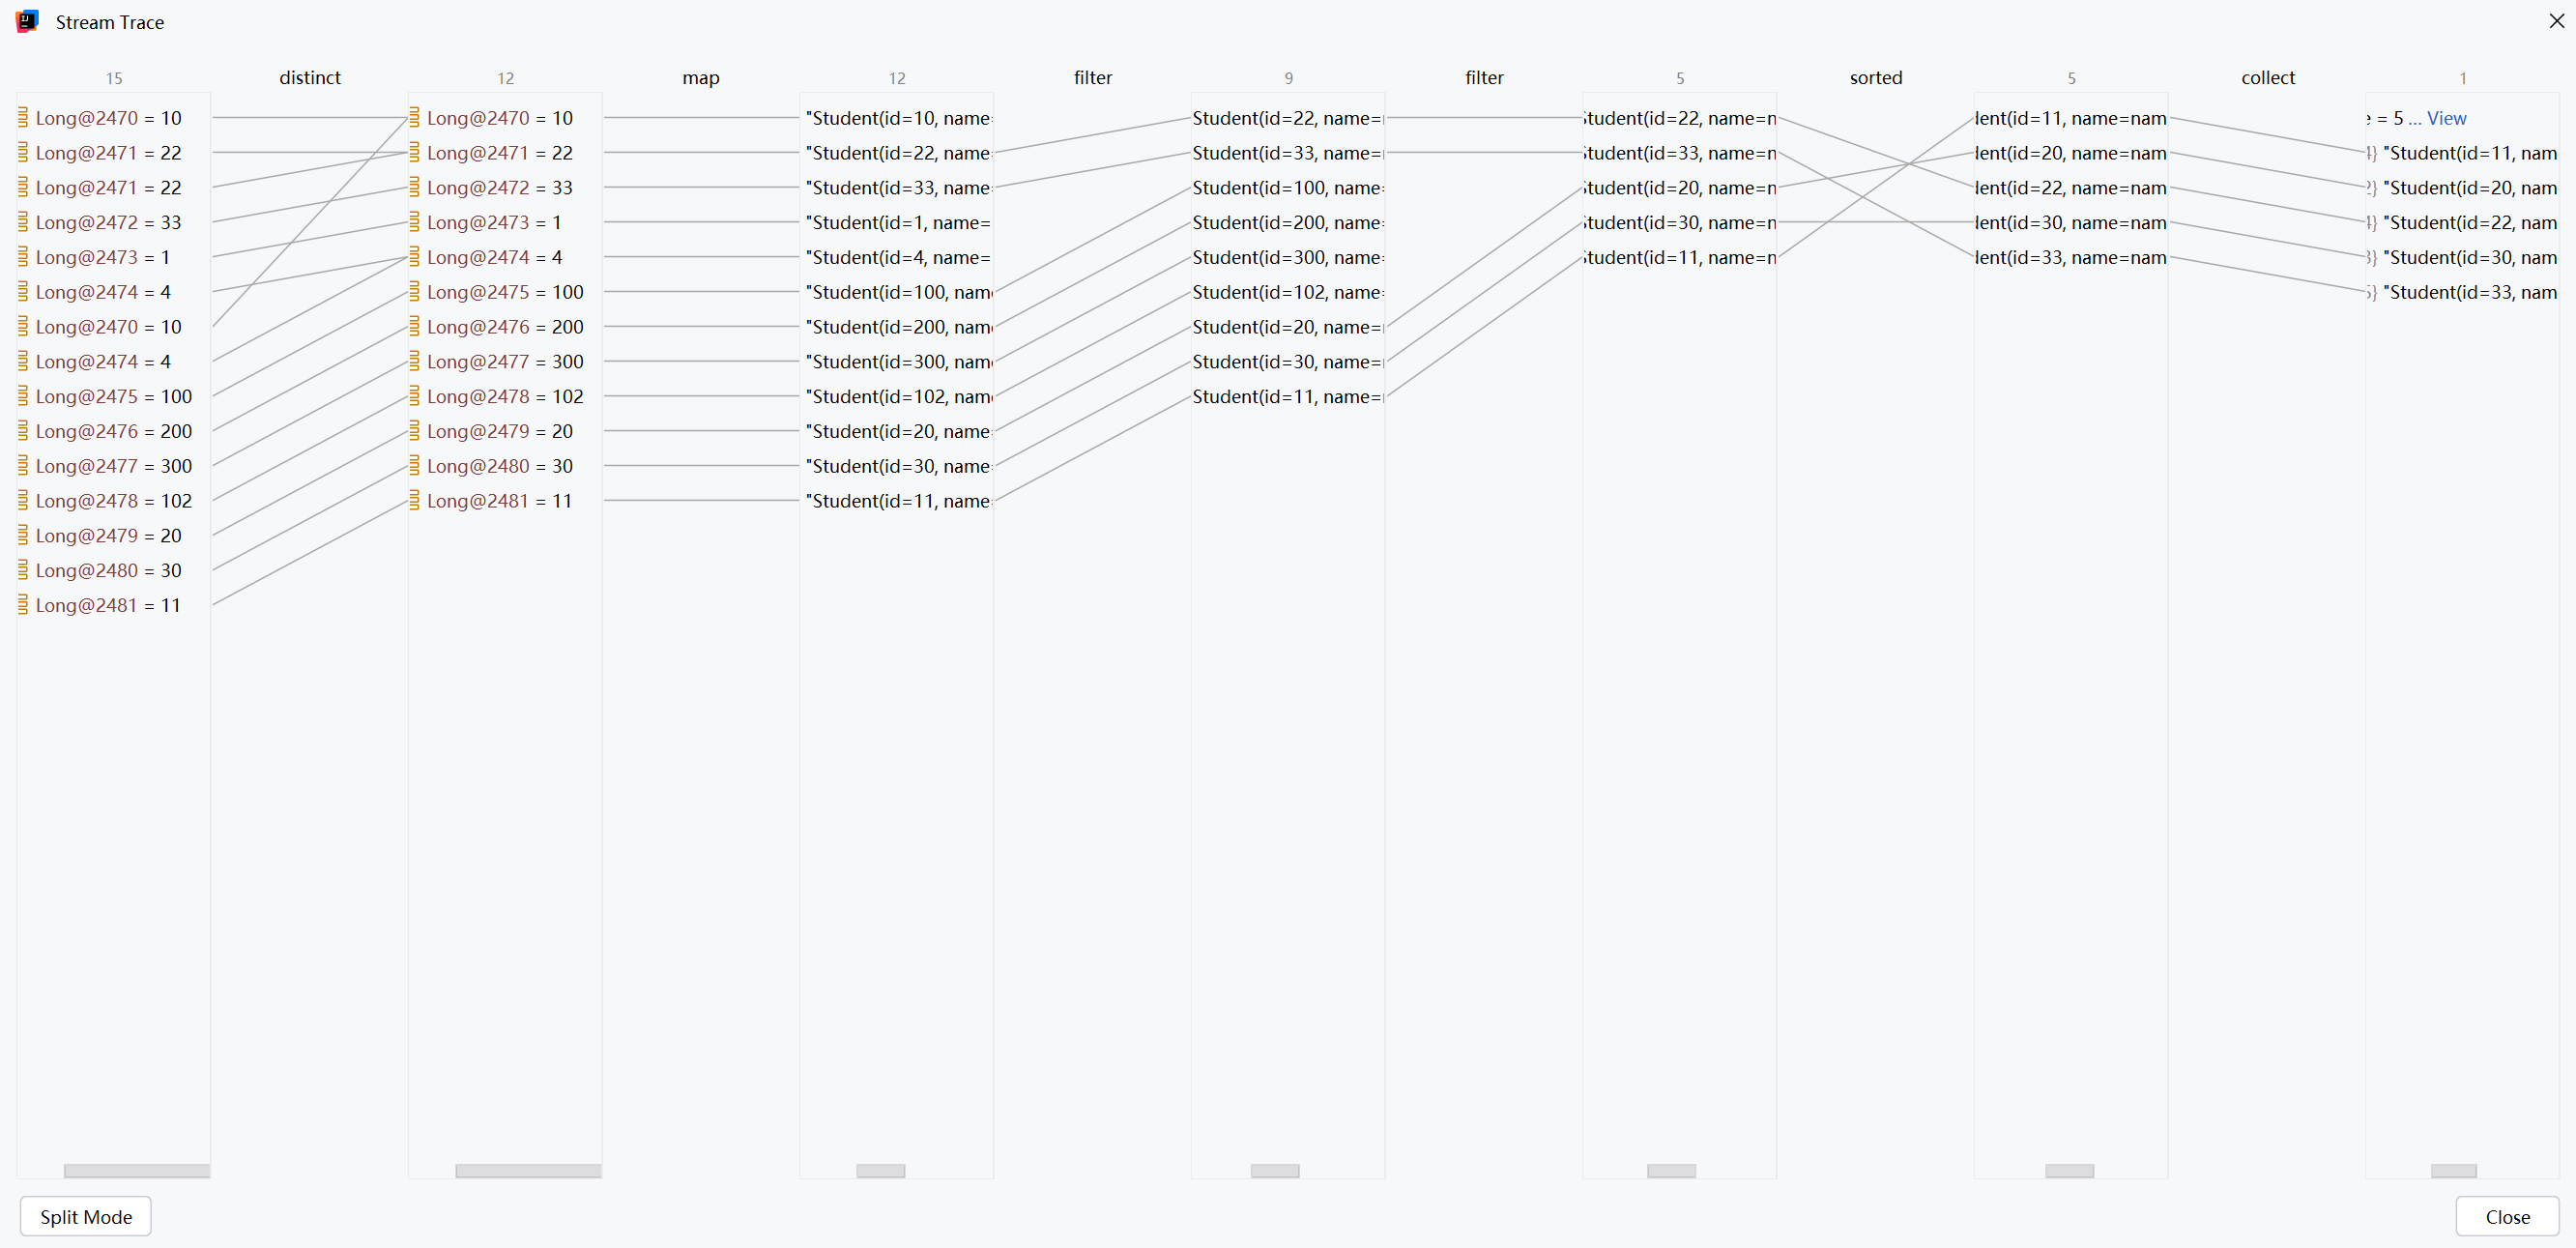 Stream Trace
15 distinct 12 map 12 filter 9 filter 5 sorted 5 collect 1
Long@2470 = 10
Long@2471 = 22
Long@2471 = 22
Long@2472 = 33
Long@2473 = 1
Long@2474 = 4
Long@2470 = 10
Long@2474 = 4
Long@2475 = 100
Long@2476 = 200
Long@2477 = 300
Long@2478 = 102
Long@2479 = 20
Long@2480 = 30
Long@2481 = 11
Long@2470 = 10
Long@2471 = 22
Long@2472 = 33
Long@2473 = 1
Long@2474 = 4
Long@2475 = 100
Long@2476 = 200
Long@2477 = 300
Long@2478 = 102
Long@2479 = 20
Long@2480 = 30
Long@2481 = 11
"Student(id=10, name=
"Student(id=22, name=
"Student(id=33, name=
"Student(id=1, name=
"Student(id=4, name=
"Student(id=100, nam
"Student(id=200, nam
"Student(id=300, nam
"Student(id=102, nam
"Student(id=20, name=
"Student(id=30, name=
"Student(id=11, name=
Student(id=22, name=
Student(id=33, name=
Student(id=100, name=
Student(id=200, name=
Student(id=300, name=
Student(id=102, name=
Student(id=20, name=
Student(id=30, name=
Student(id=11, name=
Student(id=22, name=n
Student(id=33, name=n
Student(id=20, name=n
Student(id=30, name=n
Student(id=11, name=n
dent(id=11, name=nam
dent(id=20, name=nam
dent(id=22, name=nam
dent(id=30, name=nam
dent(id=33, name=nam
e = 5 ... View
} "Student(id=11, nam
} "Student(id=20, nam
} "Student(id=22, nam
} "Student(id=30, nam
} "Student(id=33, nam
Split Mode
Close